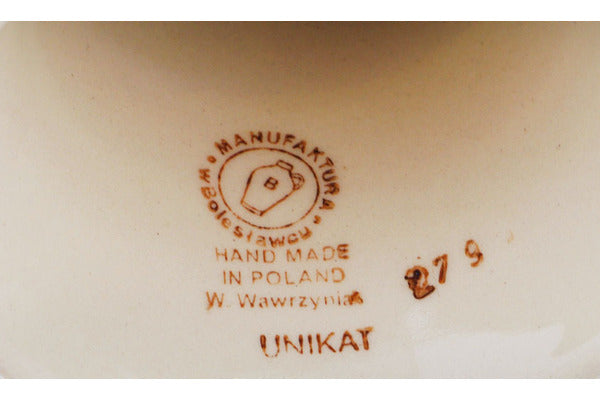 MANUFAKTURA
w Bolesławcu
B
HAND MADE
IN POLAND
W. Wawrzyniak
279
UNIKAT